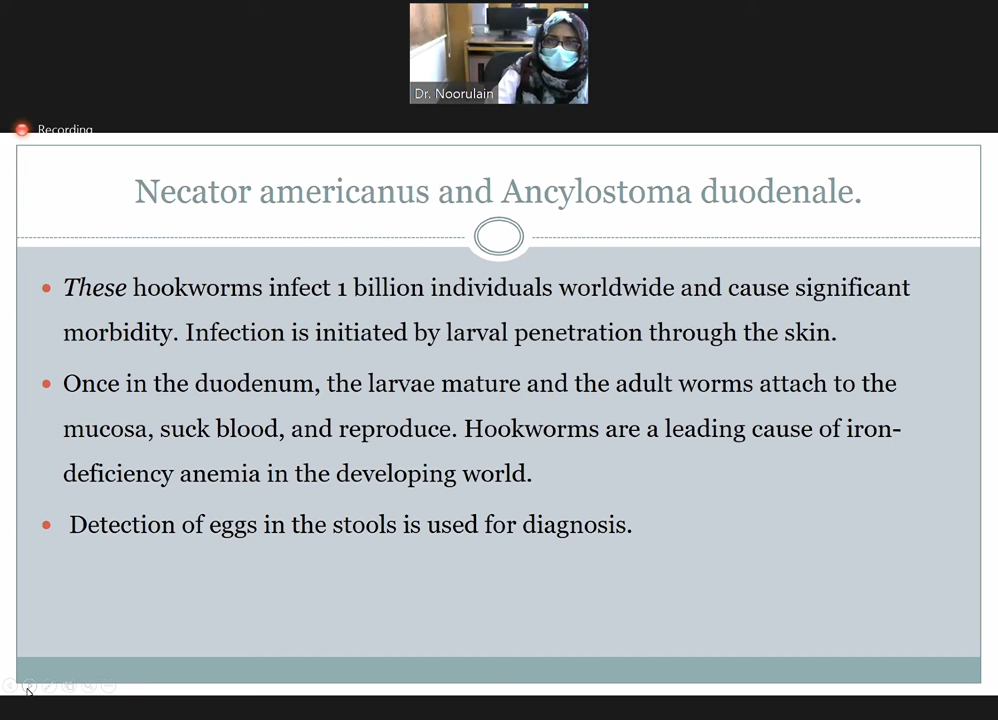 Dr. Noorulain
Recording
Necator americanus and Ancylostoma duodenale.
These hookworms infect 1 billion individuals worldwide and cause significant
morbidity. Infection is initiated by larval penetration through the skin.
Once in the duodenum, the larvae mature and the adult worms attach to the
mucosa, suck blood, and reproduce. Hookworms are a leading cause of iron-
deficiency anemia in the developing world.
Detection of eggs in the stools is used for diagnosis.